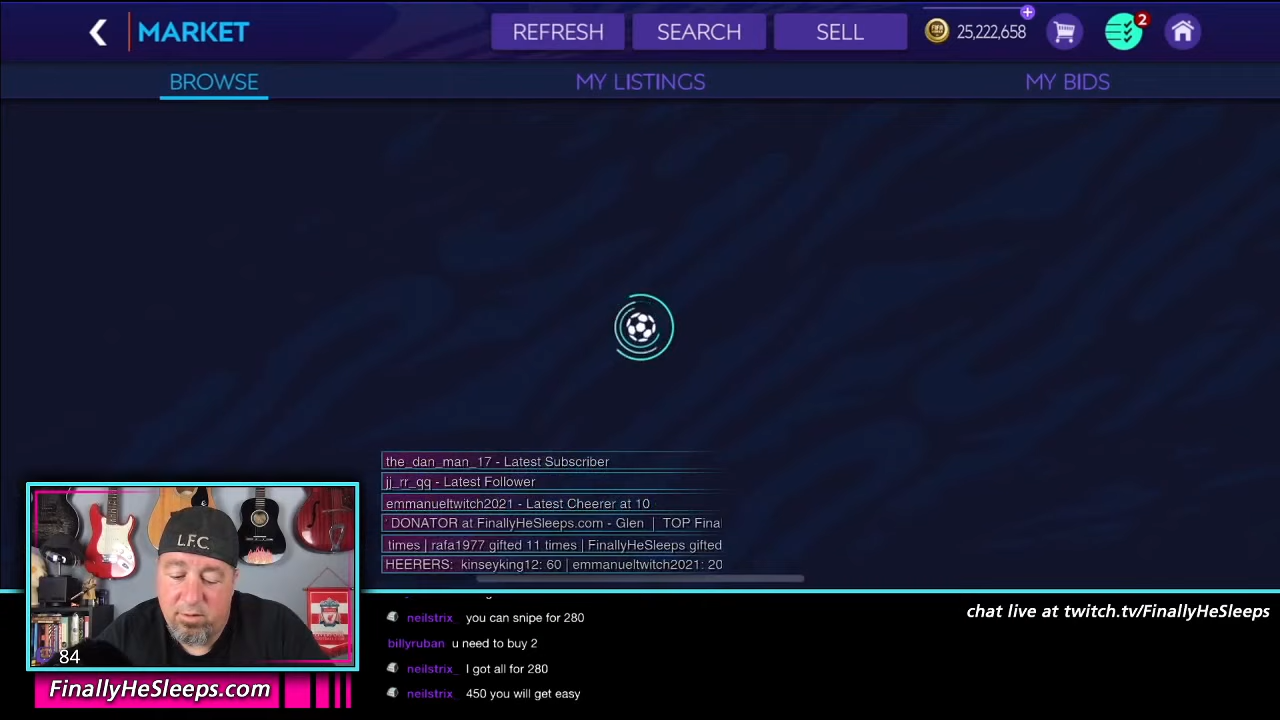 MARKET
REFRESH
SEARCH
SELL
25,222,658
2
BROWSE
MY LISTINGS
MY BIDS
the_dan_man_17 - Latest Subscriber
jj_rr_qq - Latest Follower
emmanueltwitch2021 - Latest Cheerer at 10
DONATOR at FinallyHeSleeps.com - Glen | TOP Final
times | rafa1977 gifted 11 times | FinallyHeSleeps gifted
HEERERS: kinseyking12: 60 | emmanueltwitch2021: 20
L.F.C.
84
FinallyHeSleeps.com
neilstrix_ you can snipe for 280
billyruban u need to buy 2
neilstrix_ I got all for 280
neilstrix_ 450 you will get easy
chat live at twitch.tv/FinallyHeSleeps